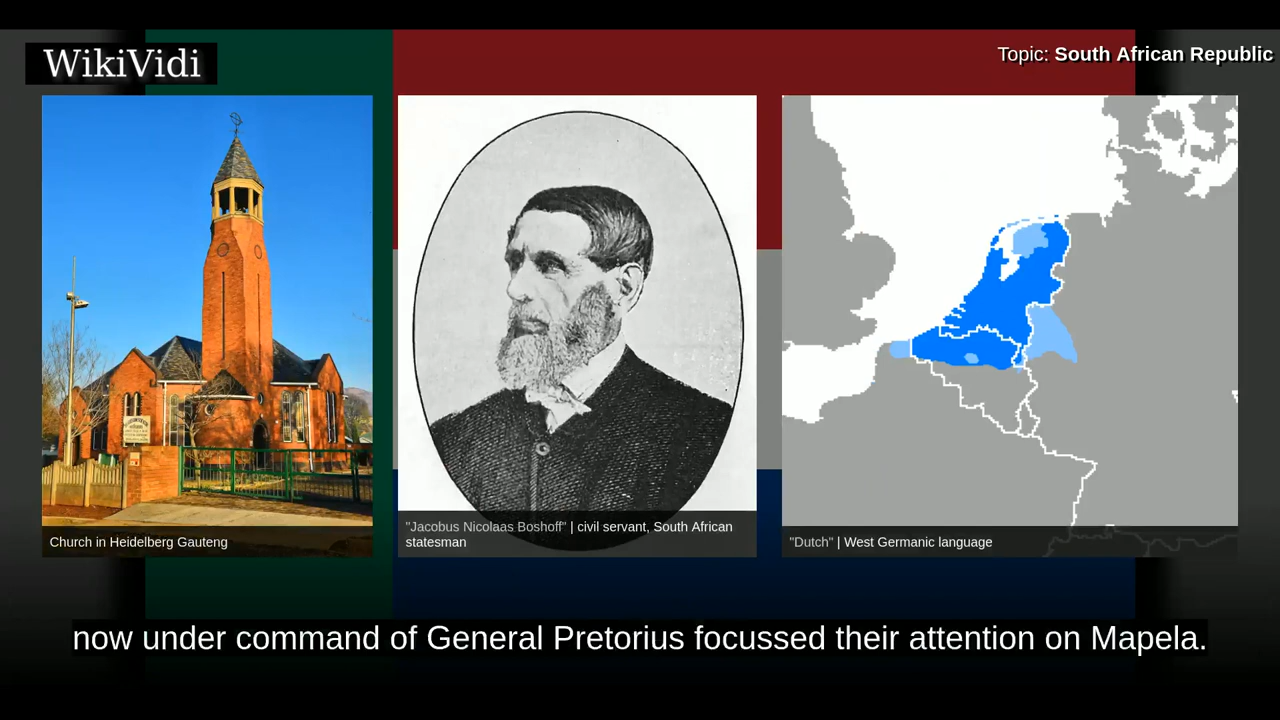 WikiVidi
Topic: South African Republic
Church in Heidelberg Gauteng
"Jacobus Nicolaas Boshoff" | civil servant, South African
statesman
"Dutch" | West Germanic language
now under command of General Pretorius focussed their attention on Mapela.